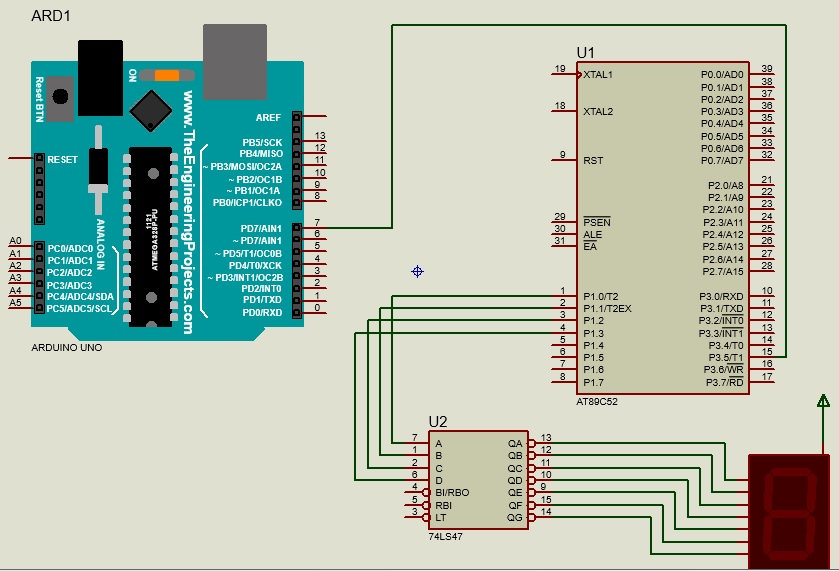 ARD1
ON
Reset BTN
www.TheEngineeringProjects.com
1121
ATMEGA328P-PU
ANALOG IN
RESET
A0 PC0/ADC0
A1 PC1/ADC1
A2 PC2/ADC2
A3 PC3/ADC3
A4 PC4/ADC4/SDA
A5 PC5/ADC5/SCL
AREF
PB5/SCK 13
PB4/MISO 12
~ PB3/MOSI/OC2A 11
~ PB2/OC1B 10
~ PB1/OC1A 9
PB0/ICP1/CLKO 8
PD7/AIN1 7
~ PD7/AIN1 6
~ PD5/T1/OC0B 5
PD4/T0/XCK 4
~ PD3/INT1/OC2B 3
PD2/INT0 2
PD1/TXD 1
PD0/RXD 0
ARDUINO UNO
U1
19 XTAL1
18 XTAL2
9 RST
29 PSEN
30 ALE
31 EA
1 P1.0/T2
2 P1.1/T2EX
3 P1.2
4 P1.3
5 P1.4
6 P1.5
7 P1.6
8 P1.7
P0.0/AD0 39
P0.1/AD1 38
P0.2/AD2 37
P0.3/AD3 36
P0.4/AD4 35
P0.5/AD5 34
P0.6/AD6 33
P0.7/AD7 32
P2.0/A8 21
P2.1/A9 22
P2.2/A10 23
P2.3/A11 24
P2.4/A12 25
P2.5/A13 26
P2.6/A14 27
P2.7/A15 28
P3.0/RXD 10
P3.1/TXD 11
P3.2/INT0 12
P3.3/INT1 13
P3.4/T0 14
P3.5/T1 15
P3.6/WR 16
P3.7/RD 17
AT89C52
U2
7 A
1 B
2 C
6 D
4 BI/RBO
5 RBI
3 LT
QA 13
QB 12
QC 11
QD 10
QE 9
QF 15
QG 14
74LS47